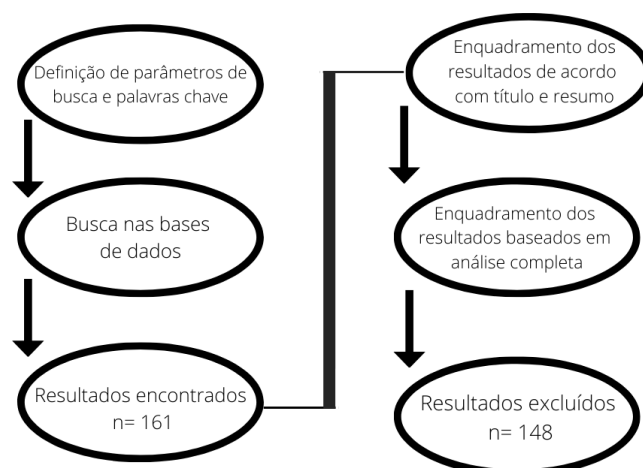 Definição de parâmetros de
busca e palavras chave
Busca nas bases
de dados
Resultados encontrados
n= 161
Enquadramento dos
resultados de acordo
com título e resumo
Enquadramento dos
resultados baseados em
análise completa
Resultados excluídos
n= 148